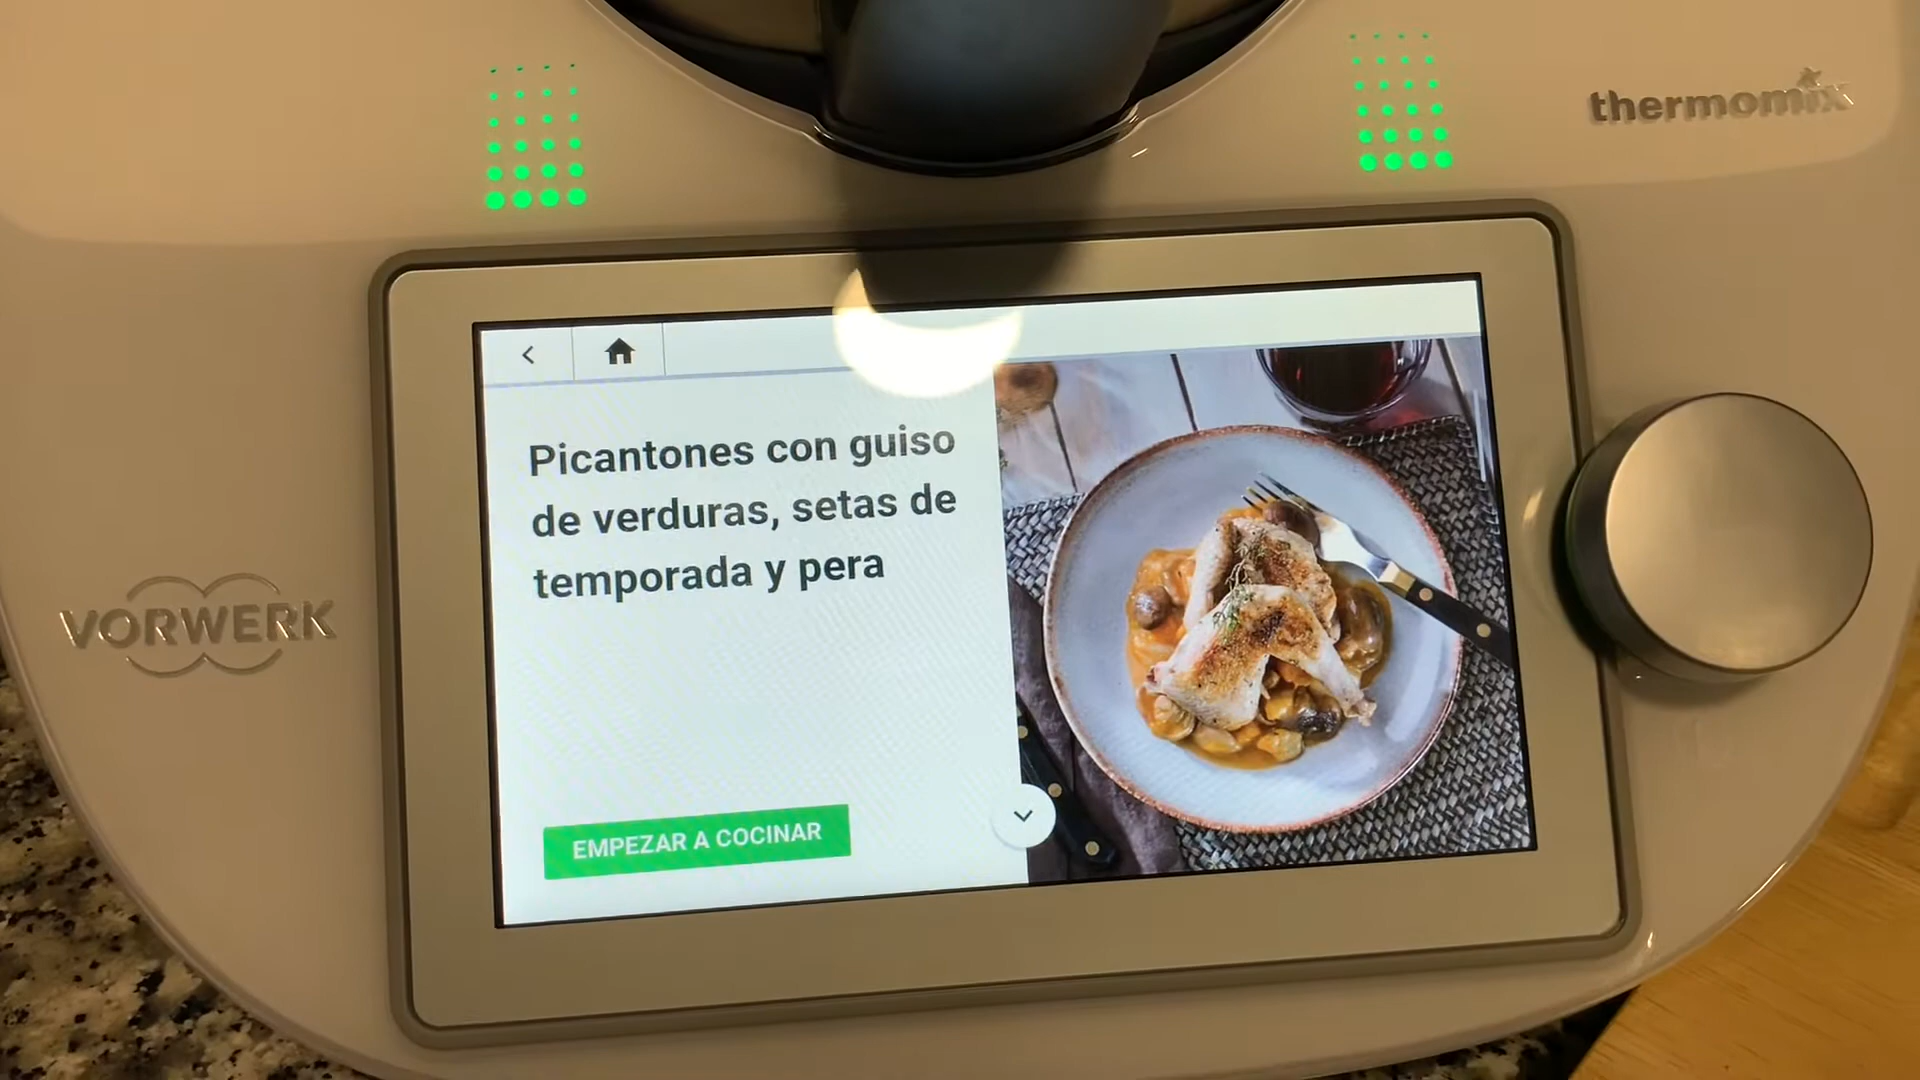 thermomix
Picantones con guiso
de verduras, setas de
temporada y pera
VORWERK
EMPEZAR A COCINAR